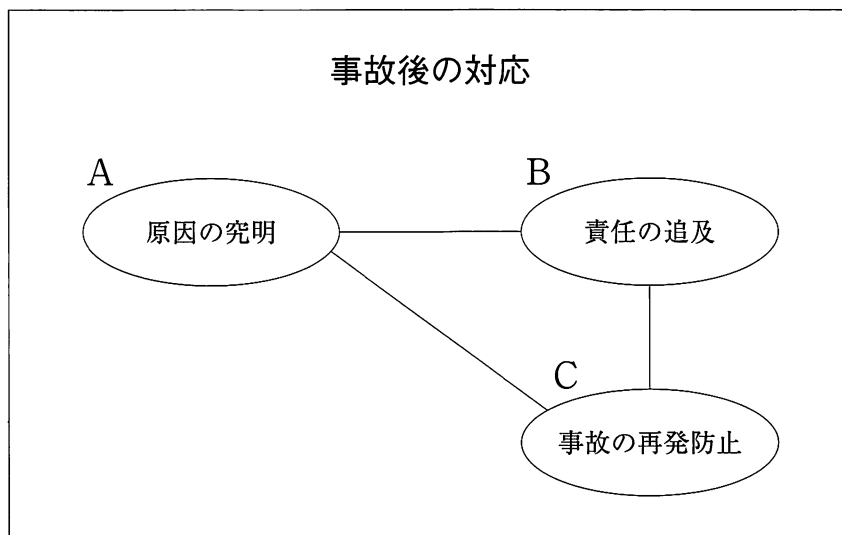 事故後の対応
A
原因の究明
B
責任の追及
C
事故の再発防止